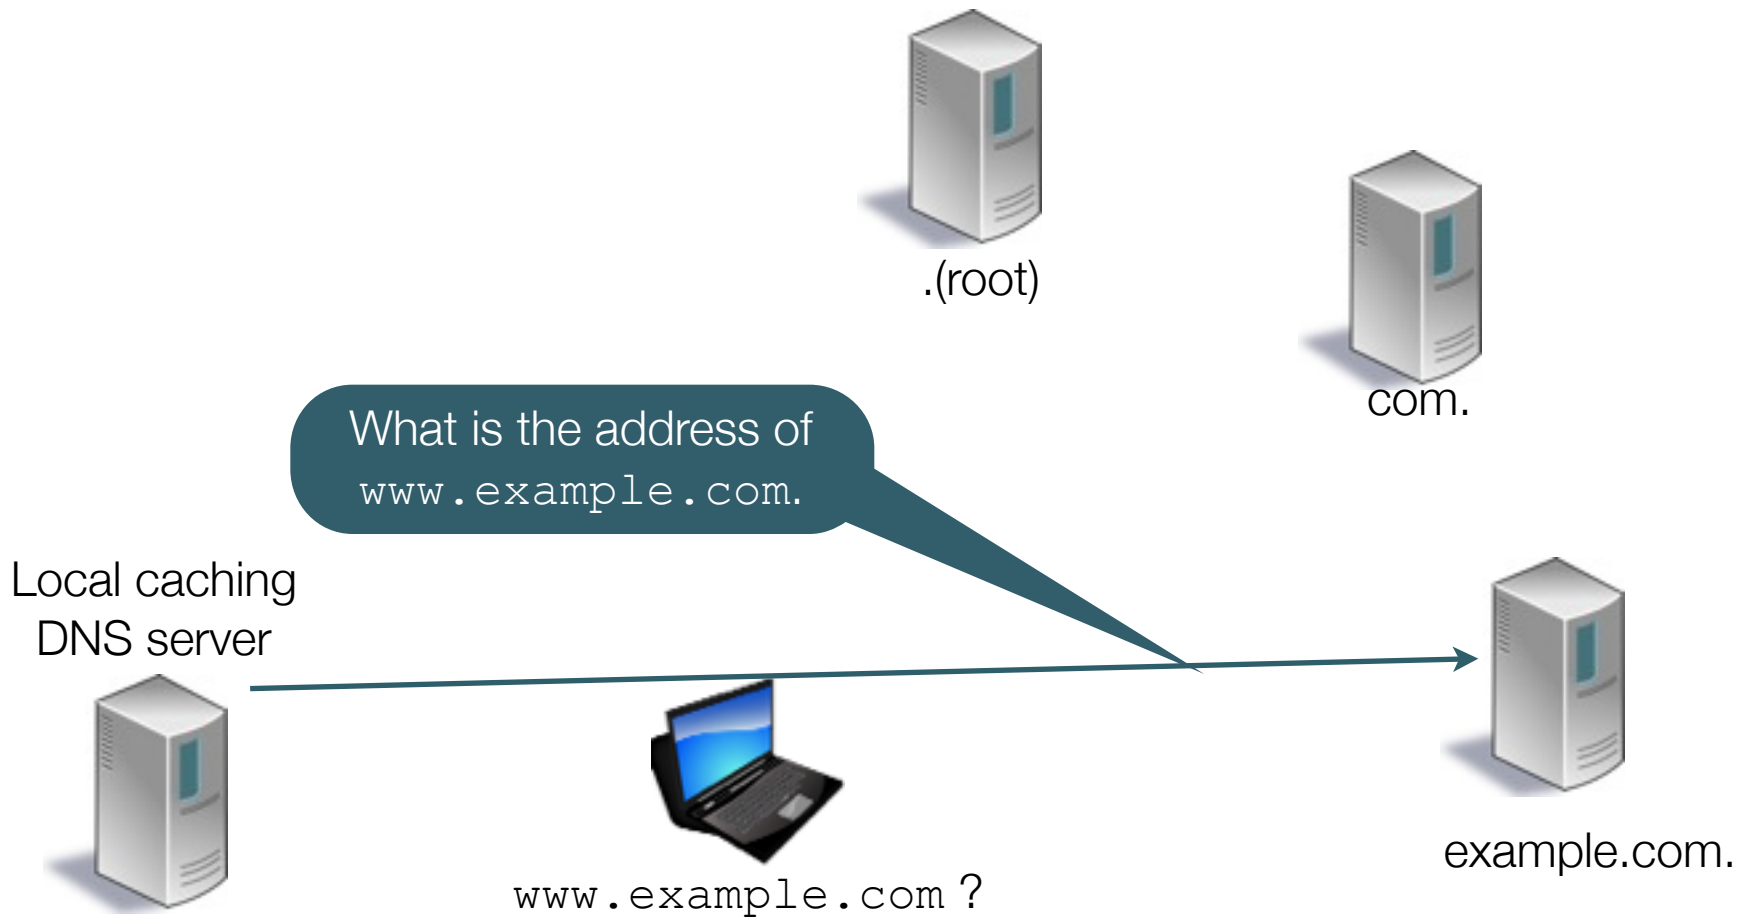 .(root)
com.
What is the address of
www.example.com.
Local caching
DNS server
example.com.
www.example.com ?